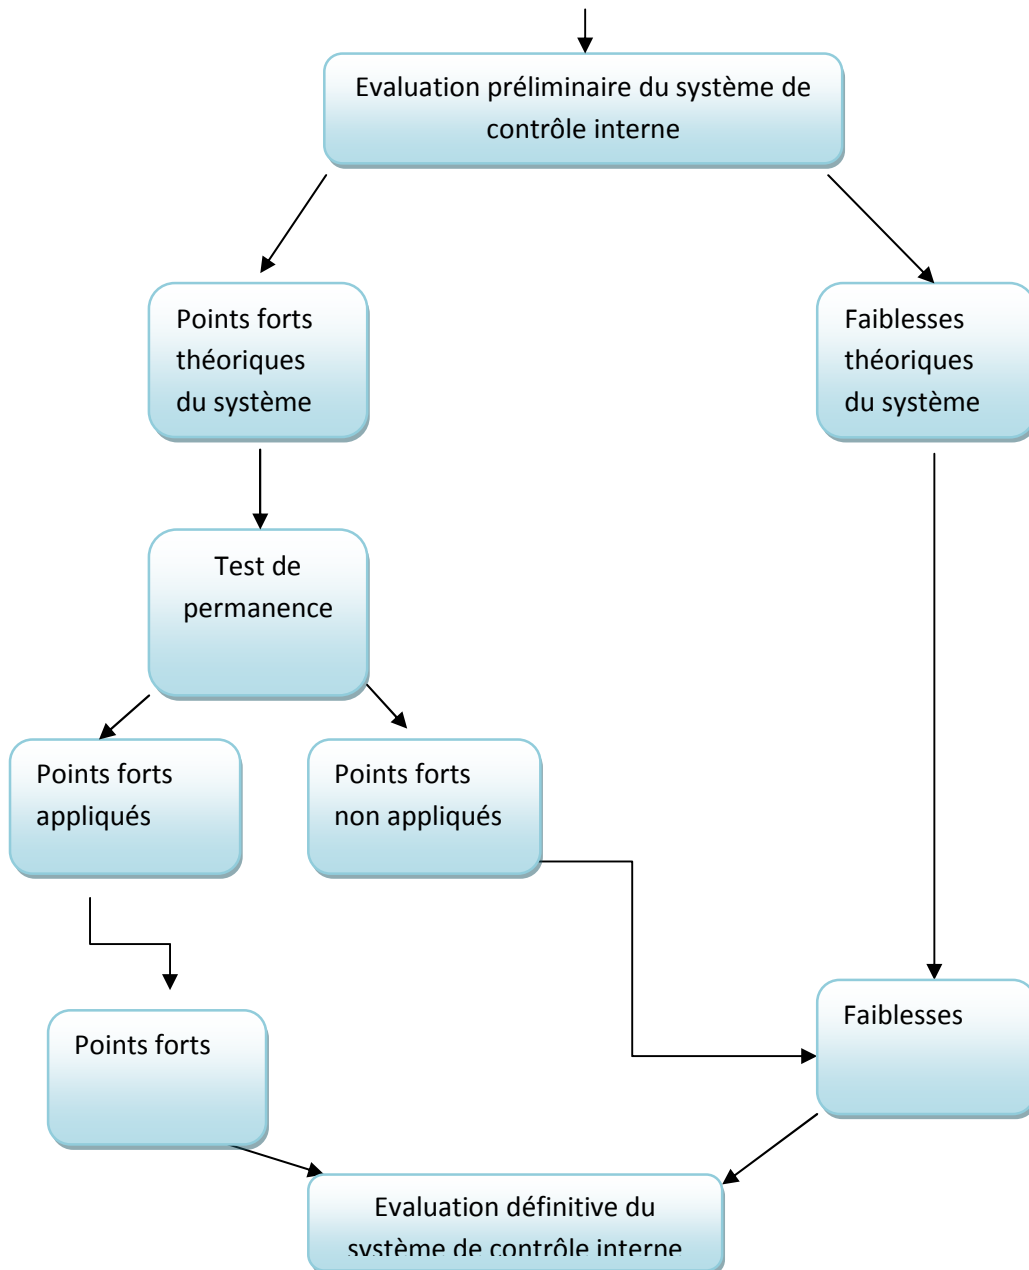 Evaluation préliminaire du système de
contrôle interne
Points forts
théoriques
du système
Faiblesses
théoriques
du système
Test de
permanence
Points forts
appliqués
Points forts
non appliqués
Points forts
Faiblesses
Evaluation définitive du
système de contrôle interne